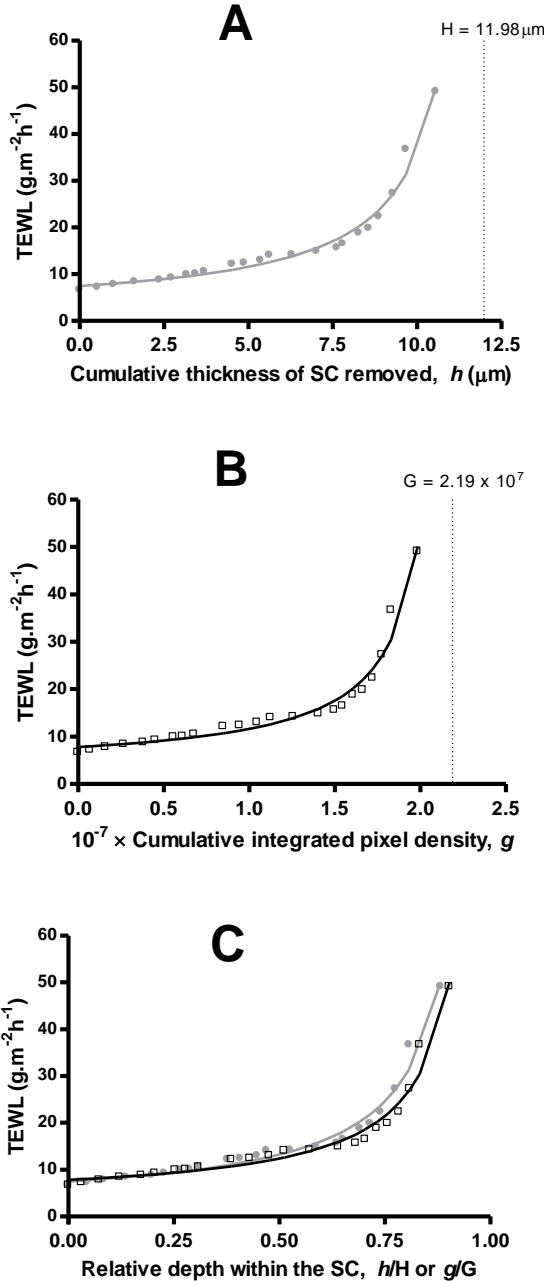 A
H = 11.98μm
60
50
40
30
20
10
0
TEWL (g.m⁻²h⁻¹)
0.0 2.5 5.0 7.5 10.0 12.5
Cumulative thickness of SC removed, h (μm)
B
G = 2.19 x 10⁷
60
50
40
30
20
10
0
TEWL (g.m⁻²h⁻¹)
0.0 0.5 1.0 1.5 2.0 2.5
10⁻⁷ × Cumulative integrated pixel density, g
C
60
50
40
30
20
10
0
TEWL (g.m⁻²h⁻¹)
0.00 0.25 0.50 0.75 1.00
Relative depth within the SC, h/H or g/G